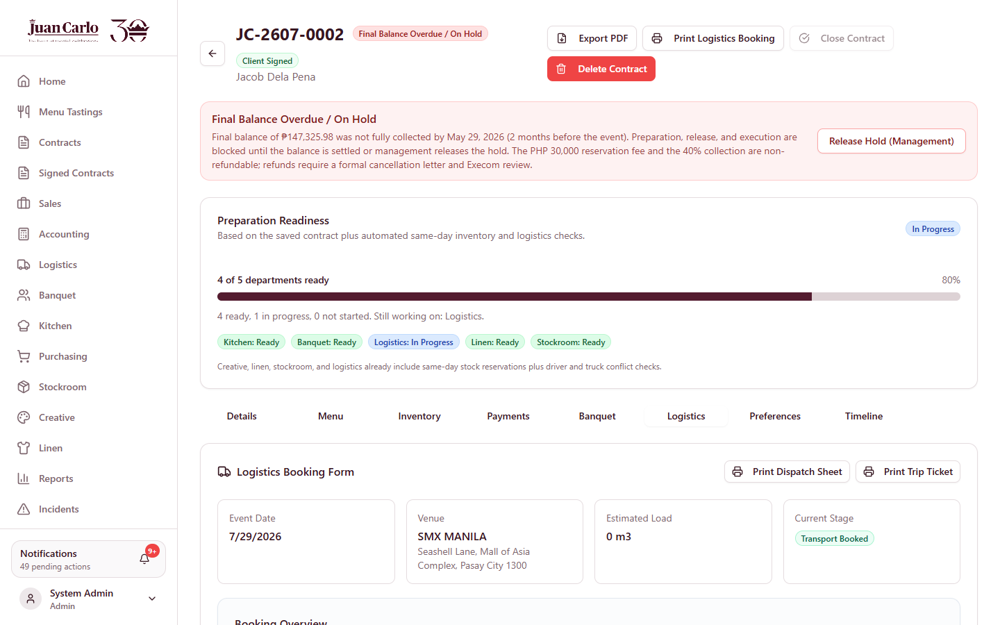 Juan Carlo 30
Home
Menu Tastings
Contracts
Signed Contracts
Sales
Accounting
Logistics
Banquet
Kitchen
Purchasing
Stockroom
Creative
Linen
Reports
Incidents
Notifications
9+
49 pending actions
System Admin
Admin
JC-2607-0002
Final Balance Overdue / On Hold
Client Signed
Jacob Dela Pena
Export PDF
Print Logistics Booking
Close Contract
Delete Contract
Final Balance Overdue / On Hold
Final balance of ₱147,325.98 was not fully collected by May 29, 2026 (2 months before the event). Preparation, release, and execution are
blocked until the balance is settled or management releases the hold. The PHP 30,000 reservation fee and the 40% collection are non-
refundable; refunds require a formal cancellation letter and Execom review.
Release Hold (Management)
Preparation Readiness
Based on the saved contract plus automated same-day inventory and logistics checks.
In Progress
4 of 5 departments ready
80%
4 ready, 1 in progress, 0 not started. Still working on: Logistics.
Kitchen: Ready
Banquet: Ready
Logistics: In Progress
Linen: Ready
Stockroom: Ready
Creative, linen, stockroom, and logistics already include same-day stock reservations plus driver and truck conflict checks.
Details
Menu
Inventory
Payments
Banquet
Logistics
Preferences
Timeline
Logistics Booking Form
Print Dispatch Sheet
Print Trip Ticket
Event Date
7/29/2026
Venue
SMX MANILA
Seashell Lane, Mall of Asia
Complex, Pasay City 1300
Estimated Load
0 m3
Current Stage
Transport Booked
Booking Overview